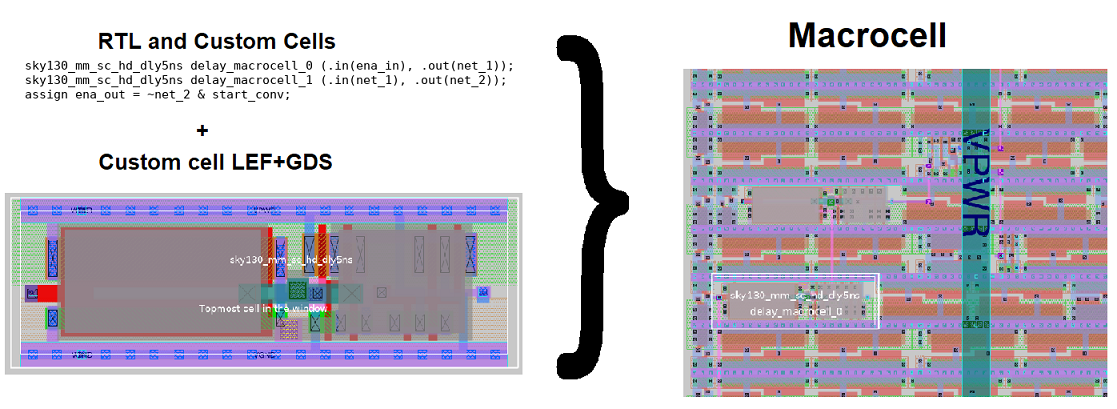 RTL and Custom Cells
sky130_mm_sc_hd_dly5ns delay_macrocell_0 (.in(ena_in), .out(net_1));
sky130_mm_sc_hd_dly5ns delay_macrocell_1 (.in(net_1), .out(net_2));
assign ena_out = ~net_2 & start_conv;
+
Custom cell LEF+GDS
sky130_mm_sc_hd_dly5ns
Topmost cell in the window
}
Macrocell
VPWR
sky130_mm_sc_hd_dly5ns
delay_macrocell_0